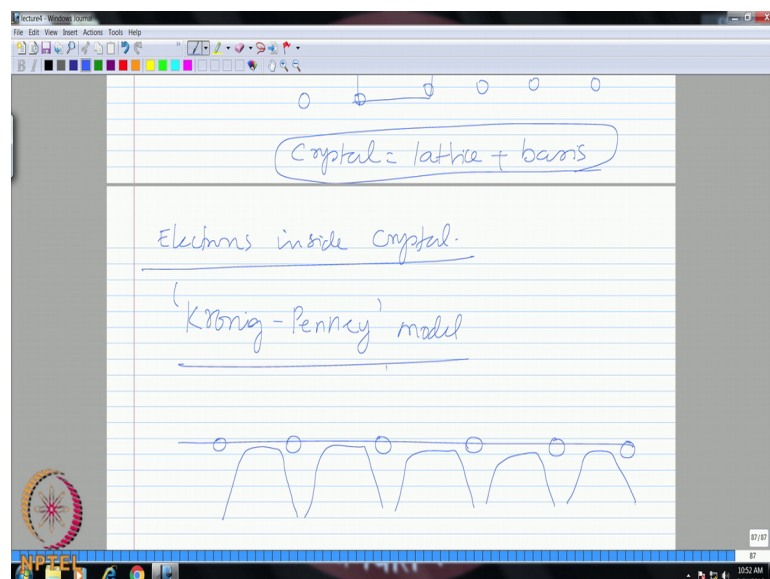 lecture4 - Windows Journal
File Edit View Insert Actions Tools Help
Crystal = lattice + basis
Electrons inside Crystal.
'Kronig-Penney' model
87/87
87
NPTEL
10:52 AM